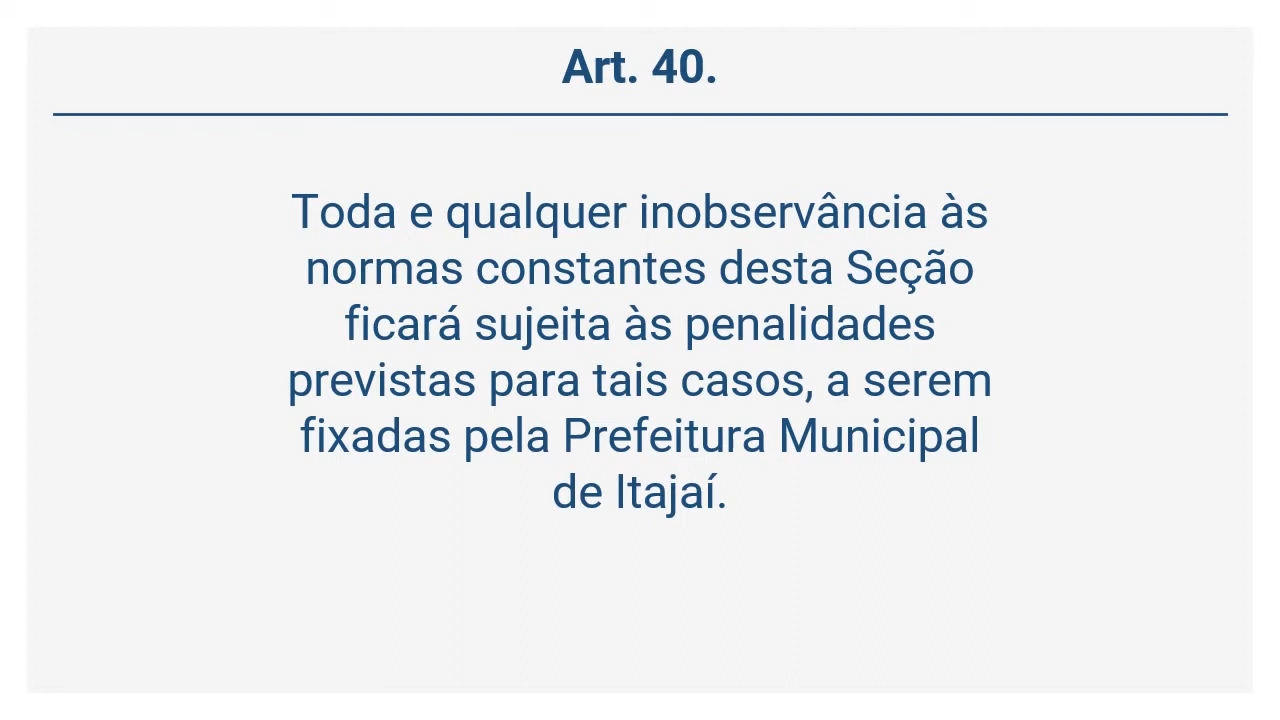 Art. 40.
Toda e qualquer inobservância às
normas constantes desta Seção
ficará sujeita às penalidades
previstas para tais casos, a serem
fixadas pela Prefeitura Municipal
de Itajaí.